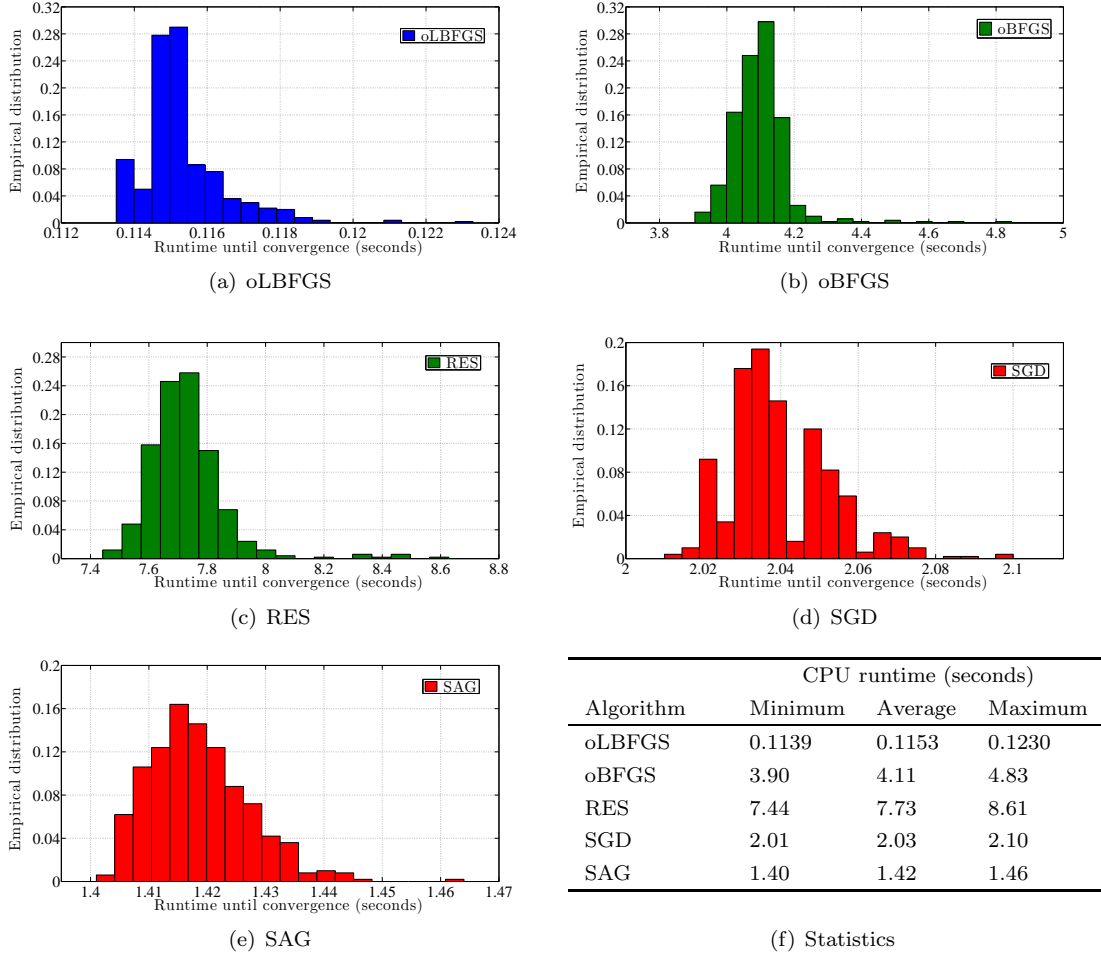 0.32
0.28
0.24
0.2
0.16
0.12
0.08
0.04
0
Empirical distribution
oLBFGS
0.112 0.114 0.116 0.118 0.12 0.122 0.124
Runtime until convergence (seconds)
(a) oLBFGS
0.32
0.28
0.24
0.2
0.16
0.12
0.08
0.04
0
Empirical distribution
oBFGS
3.8 4 4.2 4.4 4.6 4.8 5
Runtime until convergence (seconds)
(b) oBFGS
0.28
0.24
0.2
0.16
0.12
0.08
0.04
0
Empirical distribution
RES
7.4 7.6 7.8 8 8.2 8.4 8.6 8.8
Runtime until convergence (seconds)
(c) RES
0.2
0.16
0.12
0.08
0.04
0
Empirical distribution
SGD
2 2.02 2.04 2.06 2.08 2.1
Runtime until convergence (seconds)
(d) SGD
0.2
0.16
0.12
0.08
0.04
0
Empirical distribution
SAG
1.4 1.41 1.42 1.43 1.44 1.45 1.46 1.47
Runtime until convergence (seconds)
(e) SAG
CPU runtime (seconds)
Algorithm Minimum Average Maximum
oLBFGS 0.1139 0.1153 0.1230
oBFGS 3.90 4.11 4.83
RES 7.44 7.73 8.61
SGD 2.01 2.03 2.10
SAG 1.40 1.42 1.46
(f) Statistics